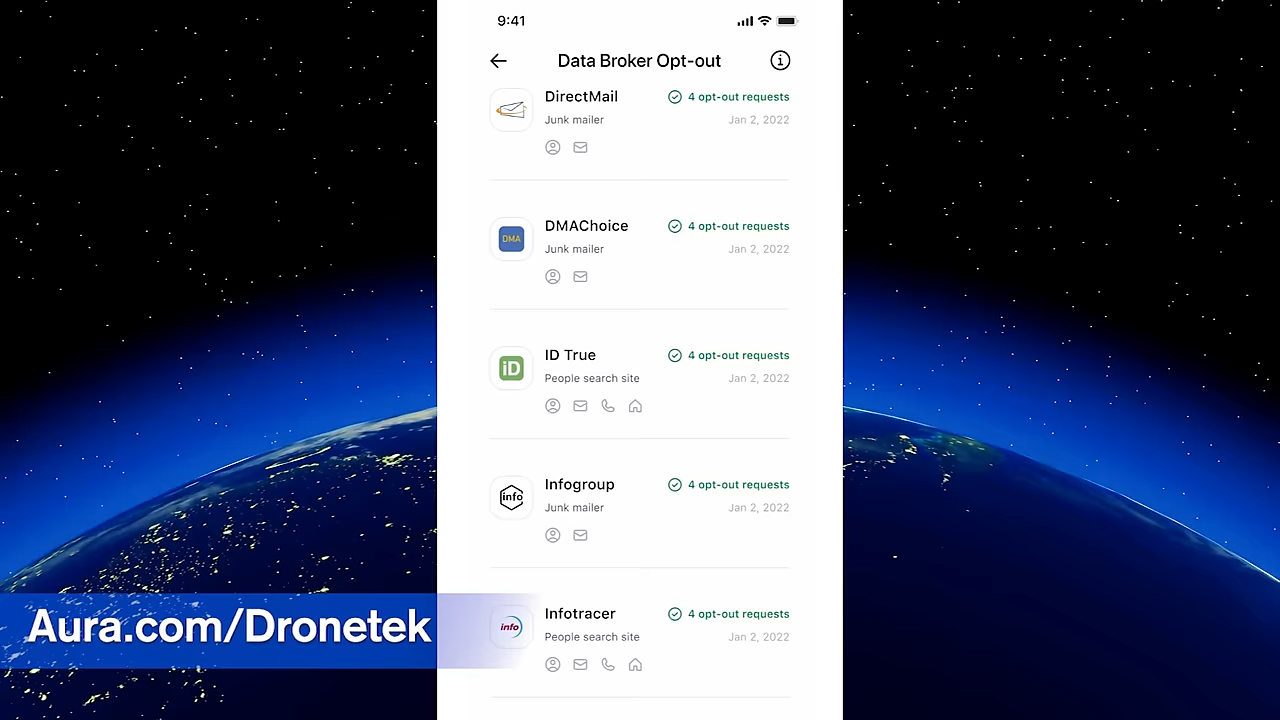 9:41
Data Broker Opt-out
DirectMail
4 opt-out requests
Junk mailer
Jan 2, 2022
DMA
DMAChoice
4 opt-out requests
Junk mailer
Jan 2, 2022
iD
ID True
4 opt-out requests
People search site
Jan 2, 2022
info
Infogroup
4 opt-out requests
Junk mailer
Jan 2, 2022
info
Infotracer
4 opt-out requests
People search site
Jan 2, 2022
Aura.com/Dronetek